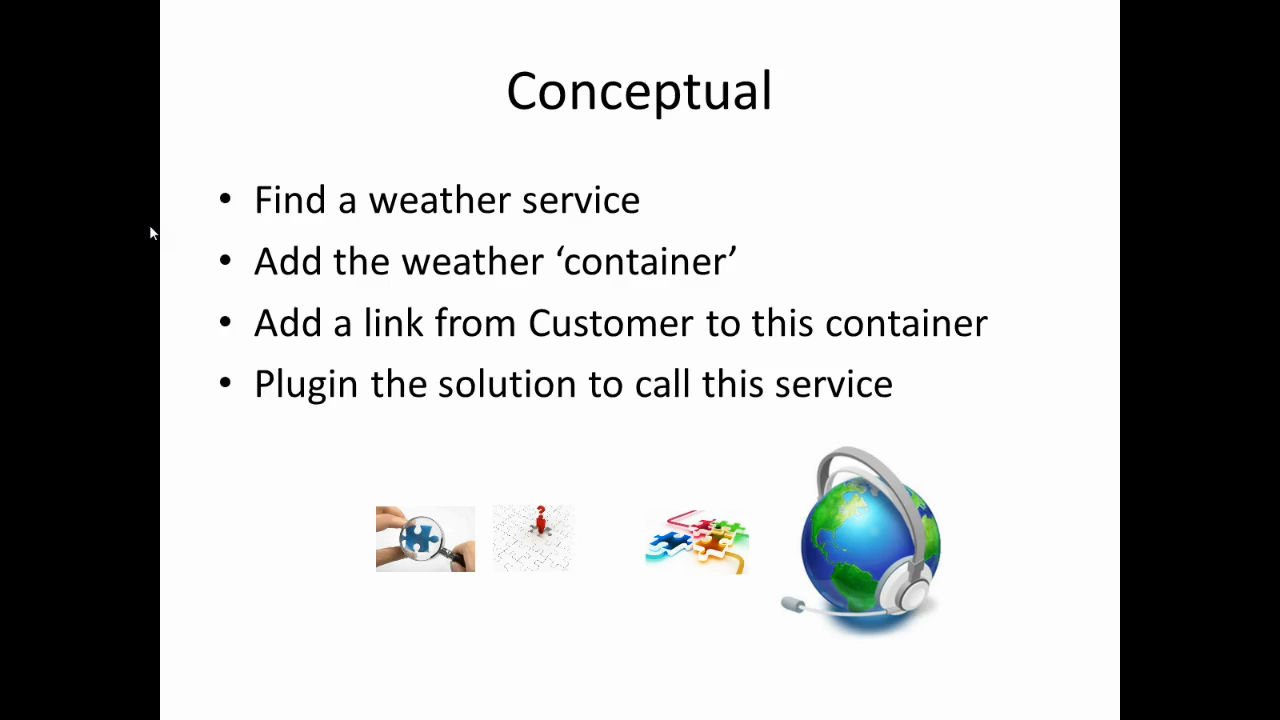 Conceptual
• Find a weather service
• Add the weather ‘container’
• Add a link from Customer to this container
• Plugin the solution to call this service